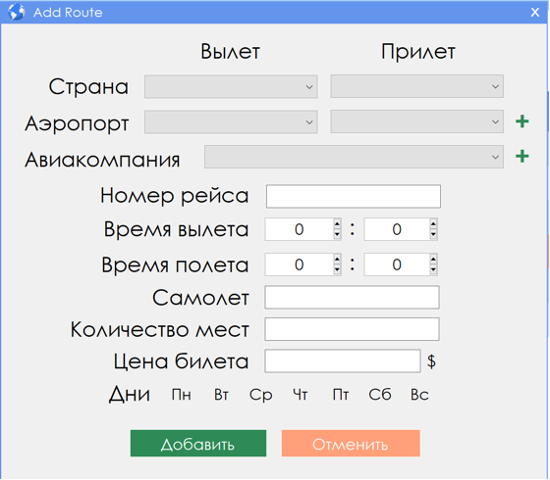 Add Route x
Вылет Прилет
Страна
Аэропорт +
Авиакомпания +
Номер рейса
Время вылета 0 : 0
Время полета 0 : 0
Самолет
Количество мест
Цена билета $
Дни Пн Вт Ср Чт Пт Сб Вс
Добавить Отменить